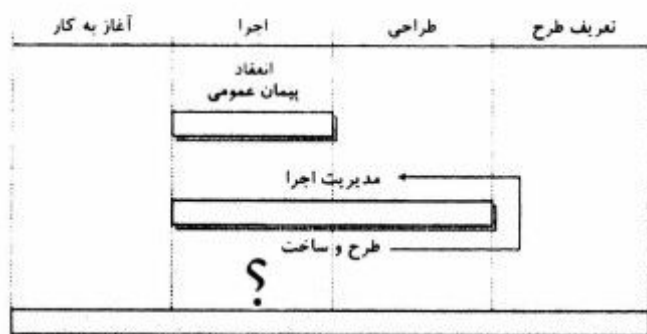 تعریف طرح
طراحی
اجرا
آغاز به کار
انعقاد
پیمان عمومی
مدیریت اجرا
طرح و ساخت
؟